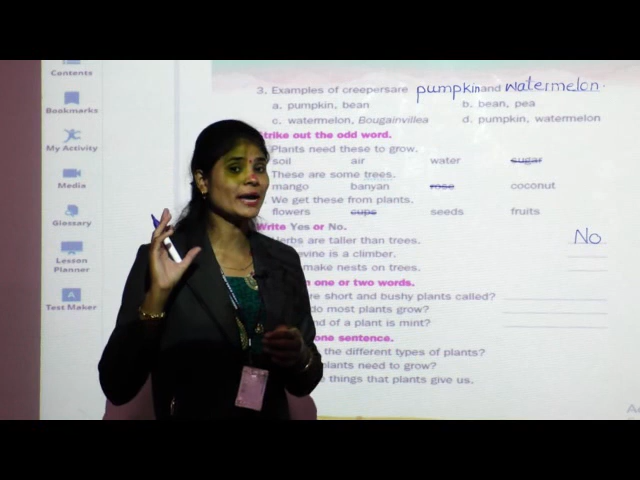 Contents
Bookmarks
My Activity
Media
Glossary
Lesson
Planner
A
Test Maker
3. Examples of creepersare pumpkin and watermelon.
a. pumpkin, bean b. bean, pea
c. watermelon, Bougainvillea d. pumpkin, watermelon
Strike out the odd word.
Plants need these to grow.
soil air water sugar
These are some trees.
mango banyan rose coconut
We get these from plants.
flowers cups seeds fruits
Write Yes or No.
Herbs are taller than trees. No
vine is a climber.
make nests on trees.
one or two words.
short and bushy plants called?
do most plants grow?
of a plant is mint?
one sentence.
the different types of plants?
plants need to grow?
things that plants give us.